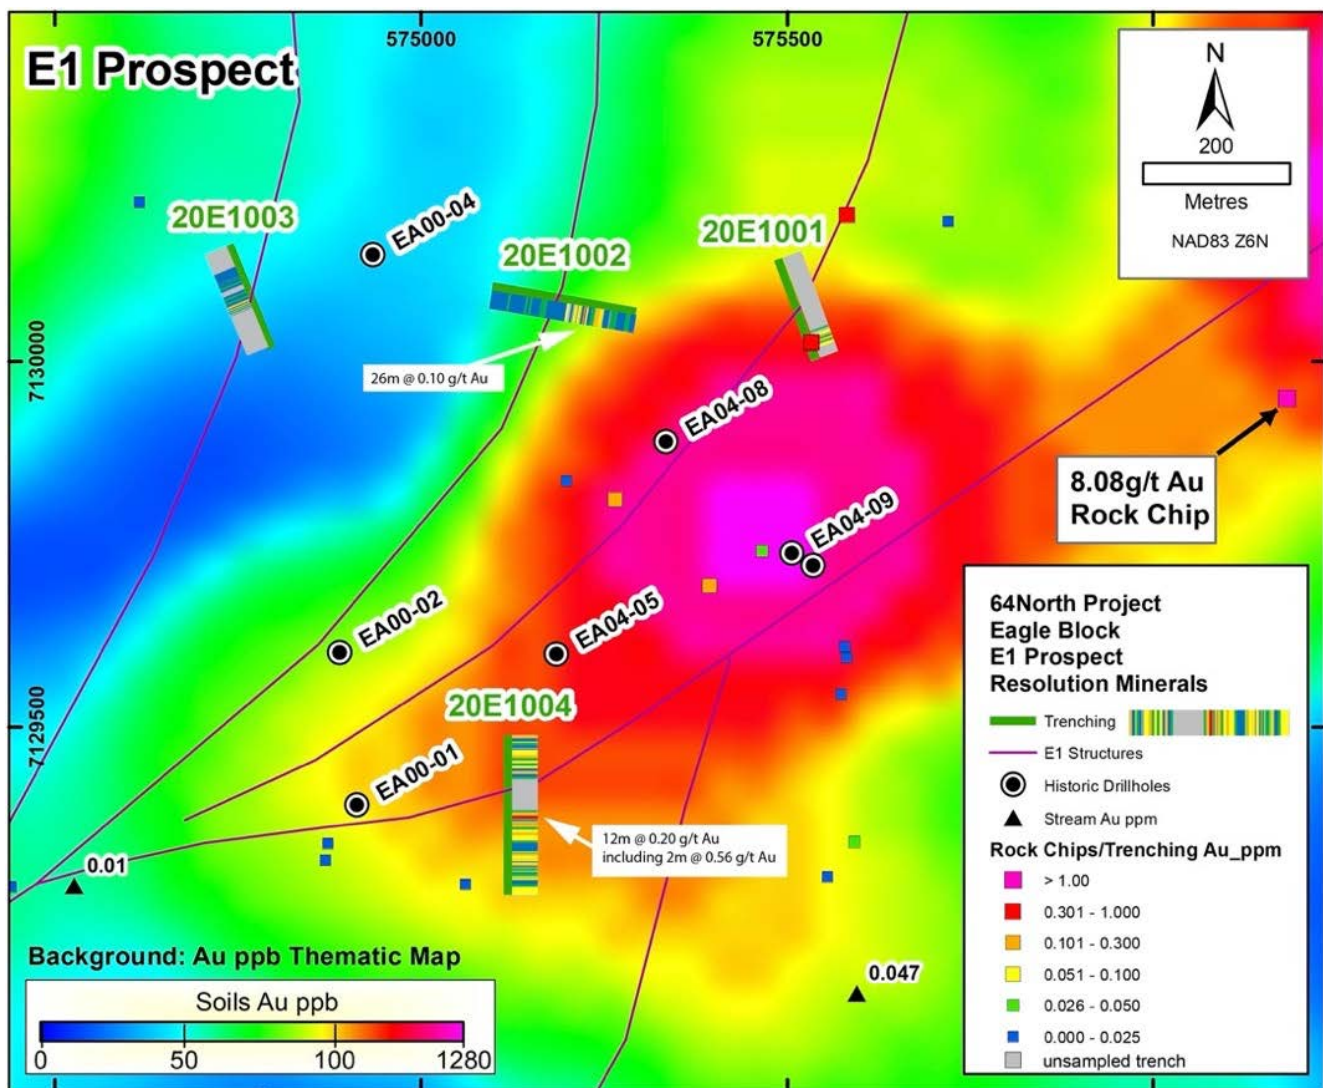 575000
575500
E1 Prospect
N
200
Metres
NAD83 Z6N
20E1003
EA00-04
20E1002
20E1001
7130000
26m @ 0.10 g/t Au
EA04-08
8.08g/t Au
Rock Chip
EA04-09
EA00-02
EA04-05
20E1004
7129500
EA00-01
12m @ 0.20 g/t Au
including 2m @ 0.56 g/t Au
0.01
0.047
64North Project
Eagle Block
E1 Prospect
Resolution Minerals
Trenching
E1 Structures
Historic Drillholes
Stream Au ppm
Rock Chips/Trenching Au_ppm
> 1.00
0.301 - 1.000
0.101 - 0.300
0.051 - 0.100
0.026 - 0.050
0.000 - 0.025
unsampled trench
Background: Au ppb Thematic Map
Soils Au ppb
0 50 100 1280